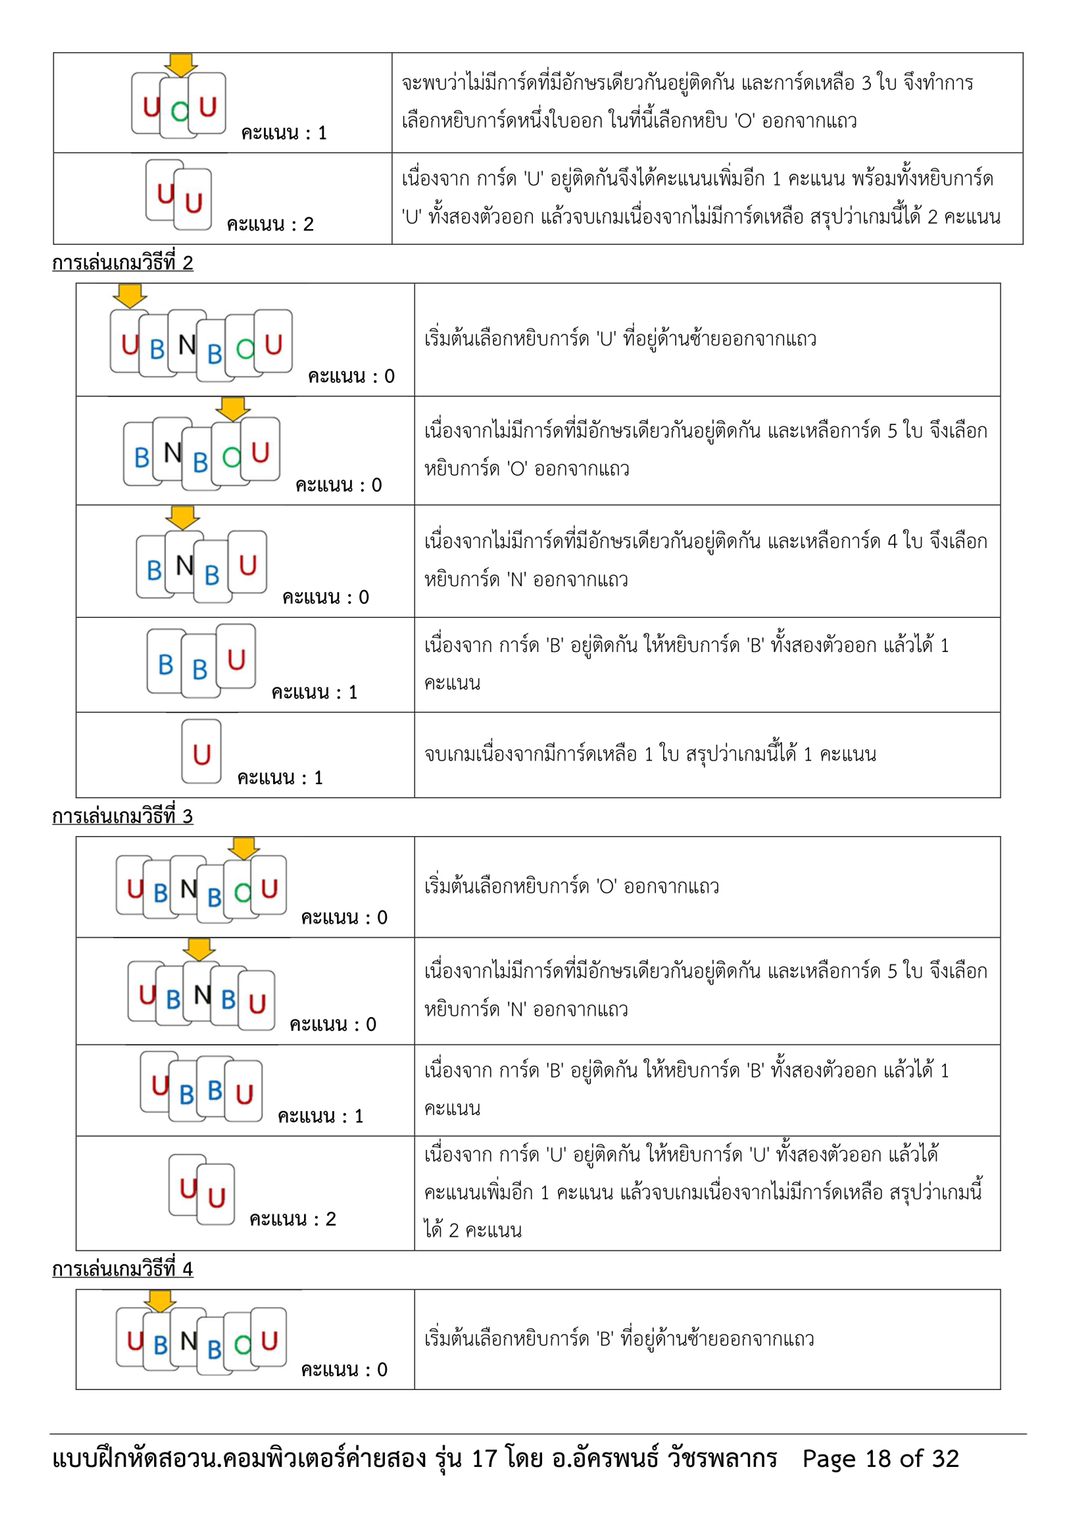 U O U
คะแนน : 1
จะพบว่าไม่มีการ์ดที่มีอักษรเดียวกันอยู่ติดกัน และการ์ดเหลือ 3 ใบ จึงทำการ
เลือกหยิบการ์ดหนึ่งใบออก ในที่นี้เลือกหยิบ 'O' ออกจากแถว
U U
คะแนน : 2
เนื่องจาก การ์ด 'U' อยู่ติดกันจึงได้คะแนนเพิ่มอีก 1 คะแนน พร้อมทั้งหยิบการ์ด
'U' ทั้งสองตัวออก แล้วจบเกมเนื่องจากไม่มีการ์ดเหลือ สรุปว่าเกมนี้ได้ 2 คะแนน
การเล่นเกมวิธีที่ 2
U B N B O U
คะแนน : 0
เริ่มต้นเลือกหยิบการ์ด 'U' ที่อยู่ด้านซ้ายออกจากแถว
B N B O U
คะแนน : 0
เนื่องจากไม่มีการ์ดที่มีอักษรเดียวกันอยู่ติดกัน และเหลือการ์ด 5 ใบ จึงเลือก
หยิบการ์ด 'O' ออกจากแถว
B N B U
คะแนน : 0
เนื่องจากไม่มีการ์ดที่มีอักษรเดียวกันอยู่ติดกัน และเหลือการ์ด 4 ใบ จึงเลือก
หยิบการ์ด 'N' ออกจากแถว
B B U
คะแนน : 1
เนื่องจาก การ์ด 'B' อยู่ติดกัน ให้หยิบการ์ด 'B' ทั้งสองตัวออก แล้วได้ 1
คะแนน
U
คะแนน : 1
จบเกมเนื่องจากมีการ์ดเหลือ 1 ใบ สรุปว่าเกมนี้ได้ 1 คะแนน
การเล่นเกมวิธีที่ 3
U B N B O U
คะแนน : 0
เริ่มต้นเลือกหยิบการ์ด 'O' ออกจากแถว
U B N B U
คะแนน : 0
เนื่องจากไม่มีการ์ดที่มีอักษรเดียวกันอยู่ติดกัน และเหลือการ์ด 5 ใบ จึงเลือก
หยิบการ์ด 'N' ออกจากแถว
U B B U
คะแนน : 1
เนื่องจาก การ์ด 'B' อยู่ติดกัน ให้หยิบการ์ด 'B' ทั้งสองตัวออก แล้วได้ 1
คะแนน
U U
คะแนน : 2
เนื่องจาก การ์ด 'U' อยู่ติดกัน ให้หยิบการ์ด 'U' ทั้งสองตัวออก แล้วได้
คะแนนเพิ่มอีก 1 คะแนน แล้วจบเกมเนื่องจากไม่มีการ์ดเหลือ สรุปว่าเกมนี้
ได้ 2 คะแนน
การเล่นเกมวิธีที่ 4
U B N B O U
คะแนน : 0
เริ่มต้นเลือกหยิบการ์ด 'B' ที่อยู่ด้านซ้ายออกจากแถว
แบบฝึกหัดสอวน.คอมพิวเตอร์ค่ายสอง รุ่น 17 โดย อ.อัครพนธ์ วัชรพลากร Page 18 of 32